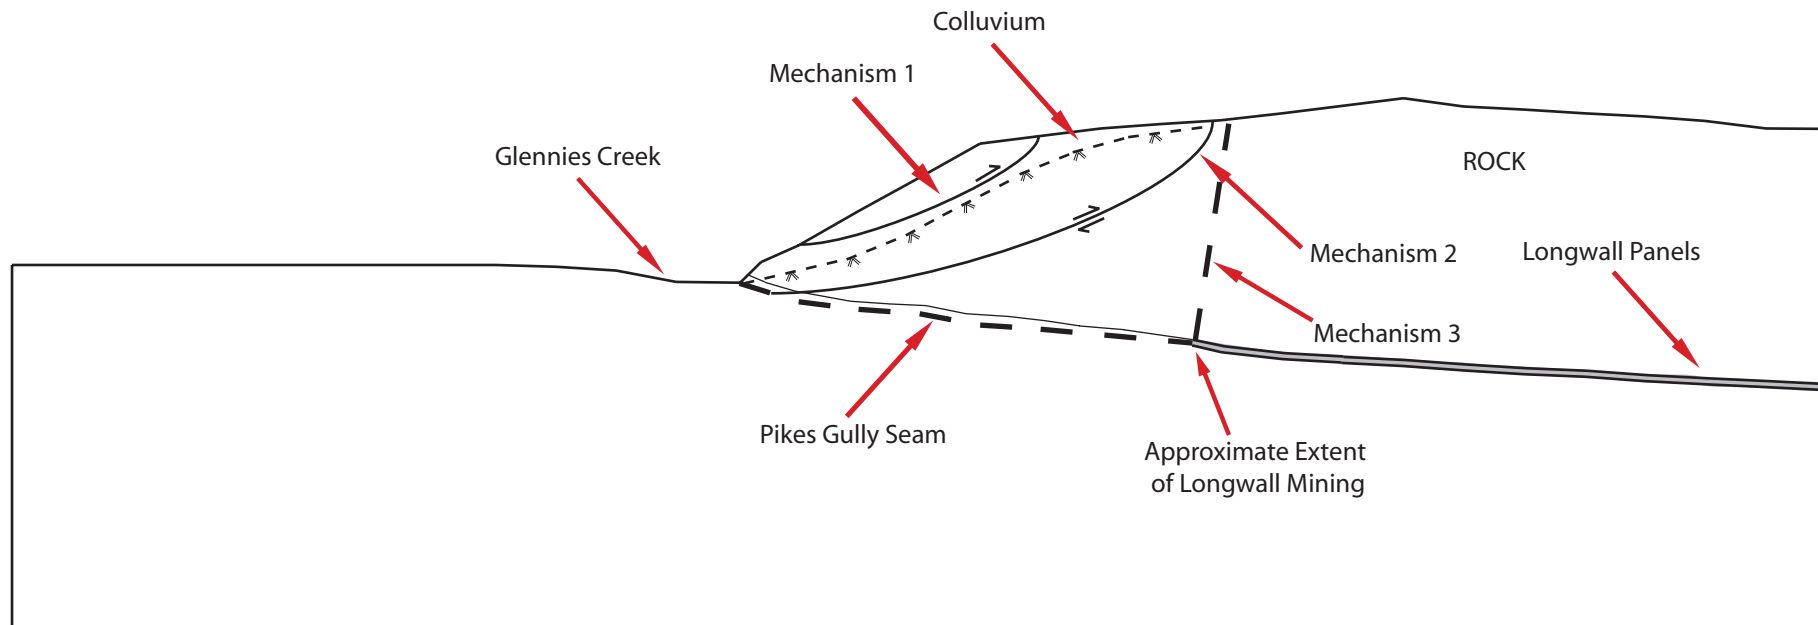 Colluvium
Mechanism 1
Glennies Creek
ROCK
Mechanism 2
Longwall Panels
Mechanism 3
Pikes Gully Seam
Approximate Extent
of Longwall Mining